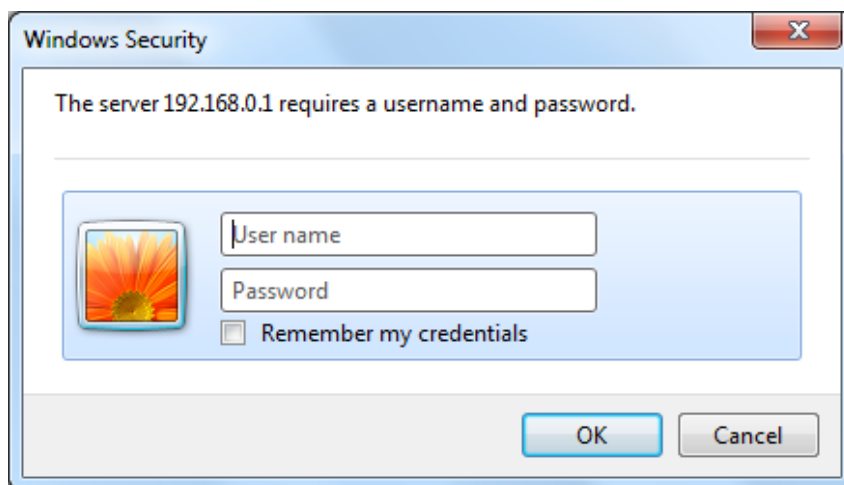 Windows Security
The server 192.168.0.1 requires a username and password.
User name
Password
Remember my credentials
OK
Cancel